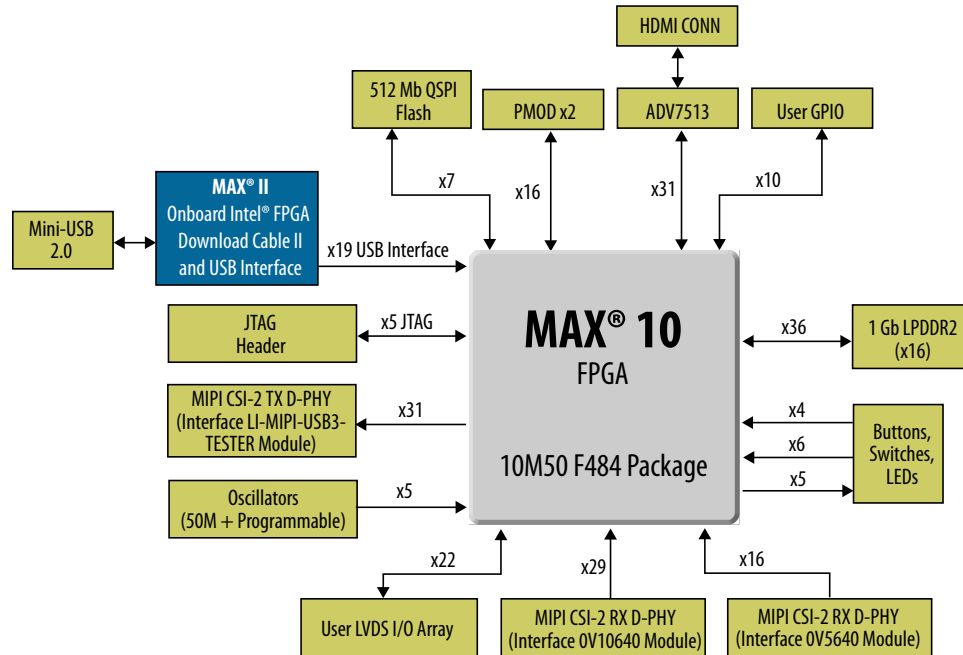 HDMI CONN
512 Mb QSPI
Flash
PMOD x2
ADV7513
User GPIO
x7
x16
x31
x10
MAX® II
Onboard Intel® FPGA
Download Cable II
and USB Interface
Mini-USB
2.0
x19 USB Interface
JTAG
Header
x5 JTAG
MAX® 10
FPGA
10M50 F484 Package
x36
1 Gb LPDDR2
(x16)
MIPI CSI-2 TX D-PHY
(Interface LI-MIPI-USB3-
TESTER Module)
x31
x4
x6
x5
Buttons,
Switches,
LEDs
Oscillators
(50M + Programmable)
x5
x22
x29
x16
User LVDS I/O Array
MIPI CSI-2 RX D-PHY
(Interface 0V10640 Module)
MIPI CSI-2 RX D-PHY
(Interface 0V5640 Module)